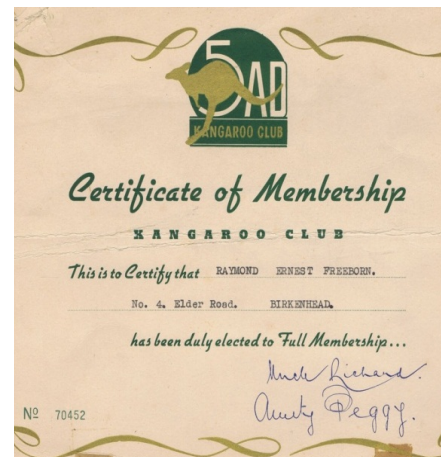 5AD
KANGAROO CLUB
Certificate of Membership
KANGAROO CLUB
This is to Certify that RAYMOND ERNEST FREEBORN.
No. 4. Elder Road. BIRKENHEAD.
has been duly elected to Full Membership...
Uncle Richard.
Aunty Peggy.
Nº 70452